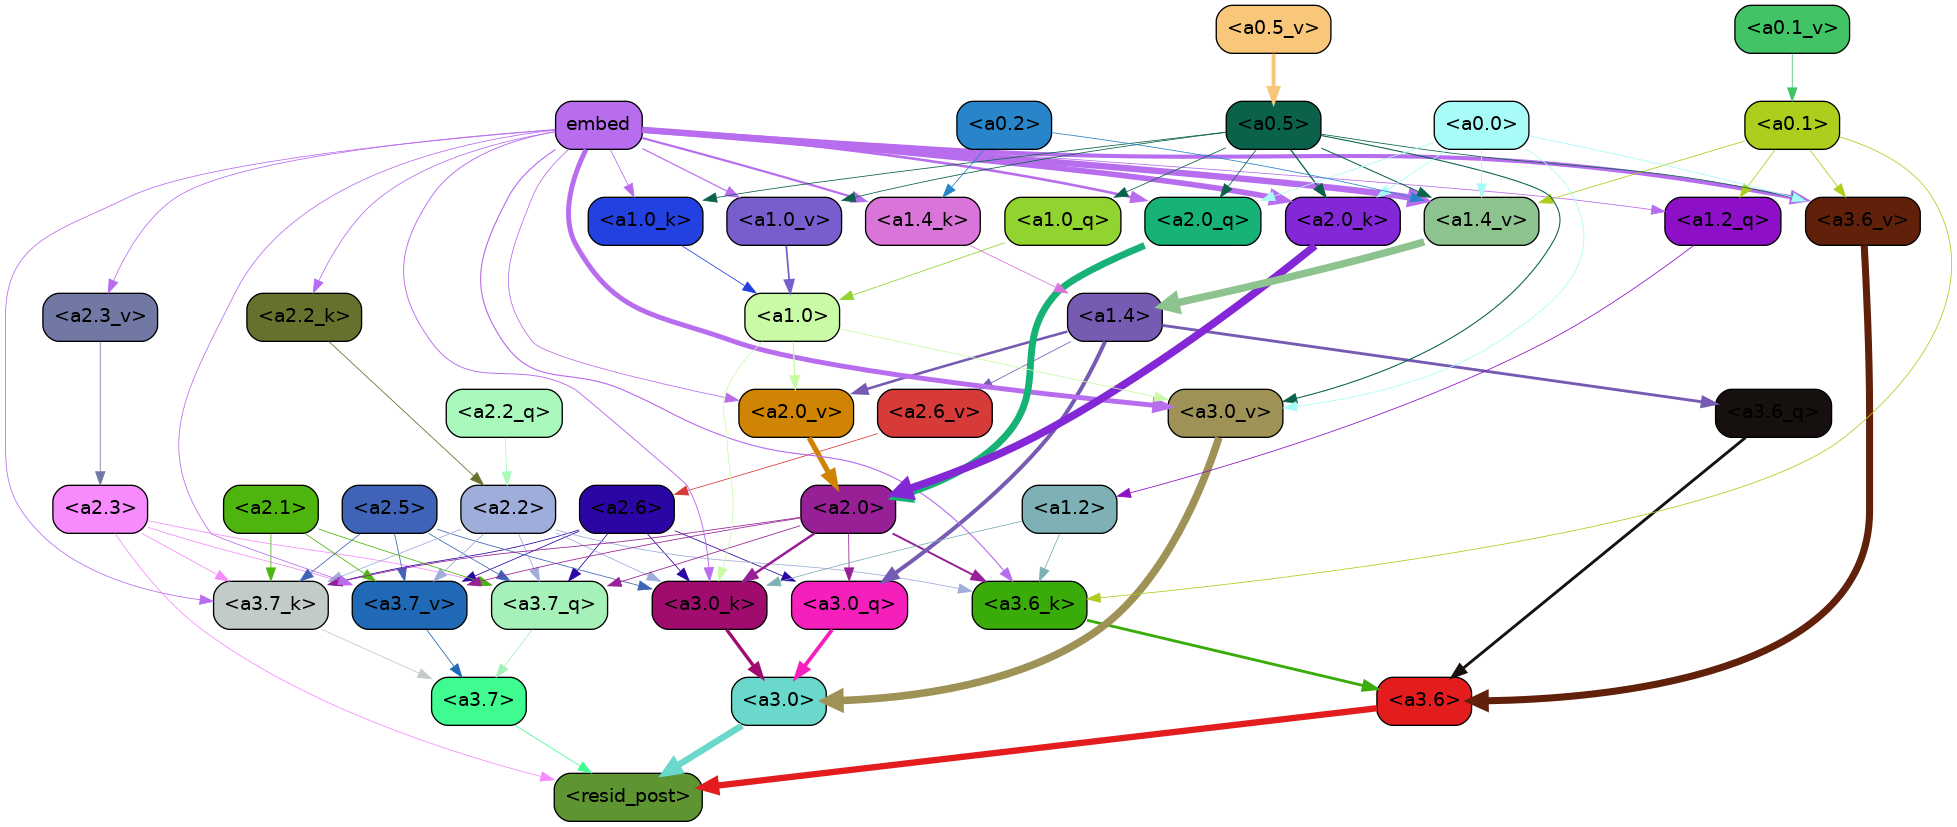 <a0.5_v> <a0.1_v>
embed <a0.2> <a0.5> <a0.0> <a0.1>
<a1.0_k> <a1.0_v> <a1.4_k> <a1.0_q> <a2.0_q> <a2.0_k> <a1.4_v> <a1.2_q> <a3.6_v>
<a2.3_v> <a2.2_k> <a1.0> <a1.4>
<a2.2_q> <a2.0_v> <a2.6_v> <a3.0_v> <a3.6_q>
<a2.3> <a2.1> <a2.5> <a2.2> <a2.6> <a2.0> <a1.2>
<a3.7_k> <a3.7_v> <a3.7_q> <a3.0_k> <a3.0_q> <a3.6_k>
<a3.7> <a3.0> <a3.6>
<resid_post>